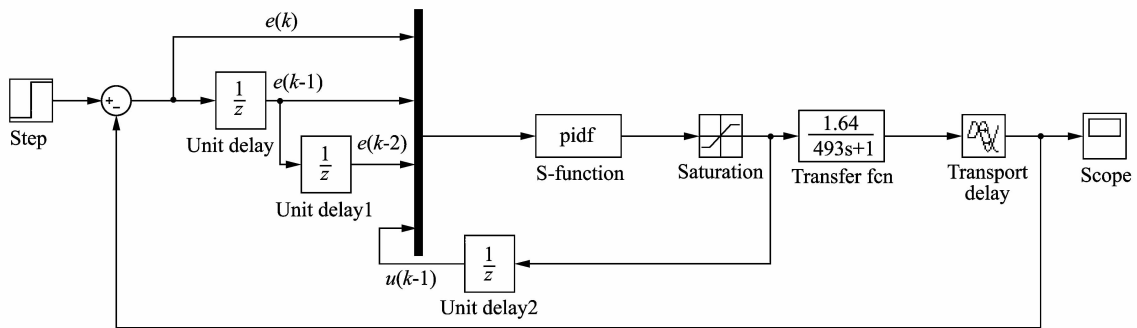 e(k)
Step
+
−
1
z
Unit delay
e(k-1)
1
z
Unit delay1
e(k-2)
u(k-1)
1
z
Unit delay2
pidf
S-function
Saturation
1.64
493s+1
Transfer fcn
Transport
delay
Scope